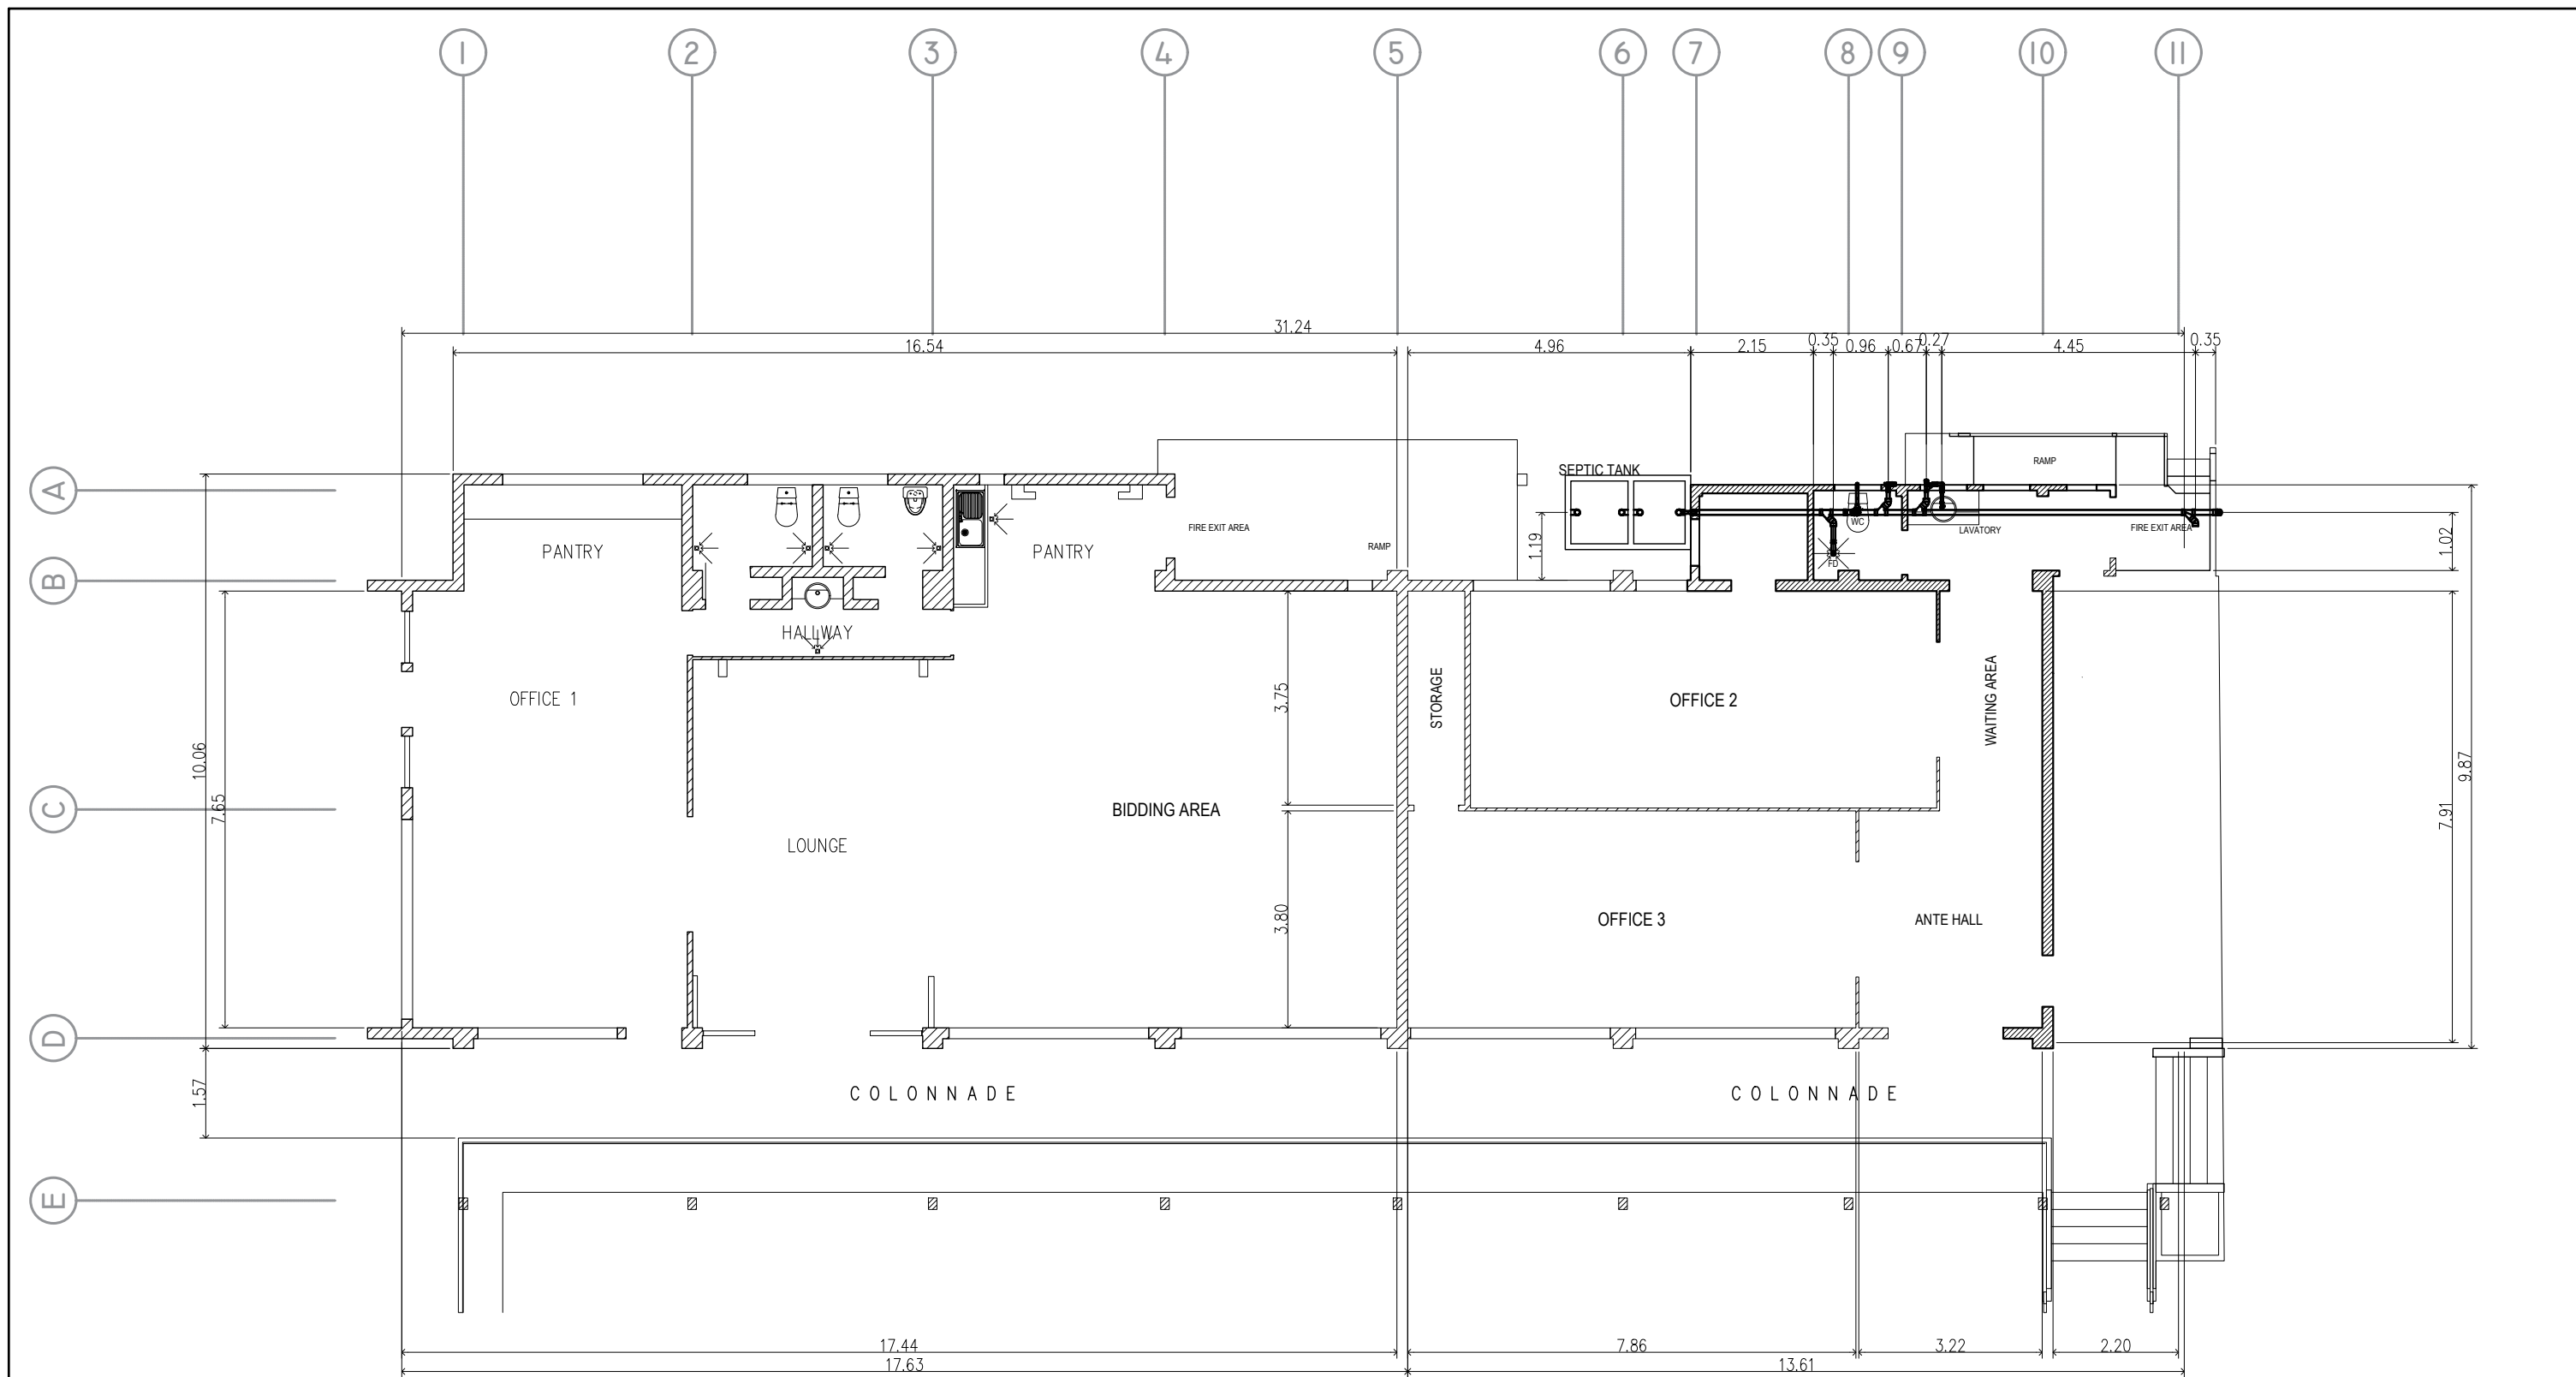 1 2 3 4 5 6 7 8 9 10 11
31.24
16.54 4.96 2.15 0.35 0.96 0.67 0.27 4.45 0.35
A
SEPTIC TANK
RAMP
WC
LAVATORY
FIRE EXIT AREA
FIRE EXIT AREA
RAMP
1.19
1.02
PANTRY
PANTRY
FD
B
HALLWAY
OFFICE 1
3.75
STORAGE
OFFICE 2
WAITING AREA
10.06
7.65
9.87
7.91
C
BIDDING AREA
LOUNGE
3.80
OFFICE 3
ANTE HALL
D
1.57
COLONNADE
COLONNADE
E
17.44 7.86 3.22 2.20
17.63 13.61